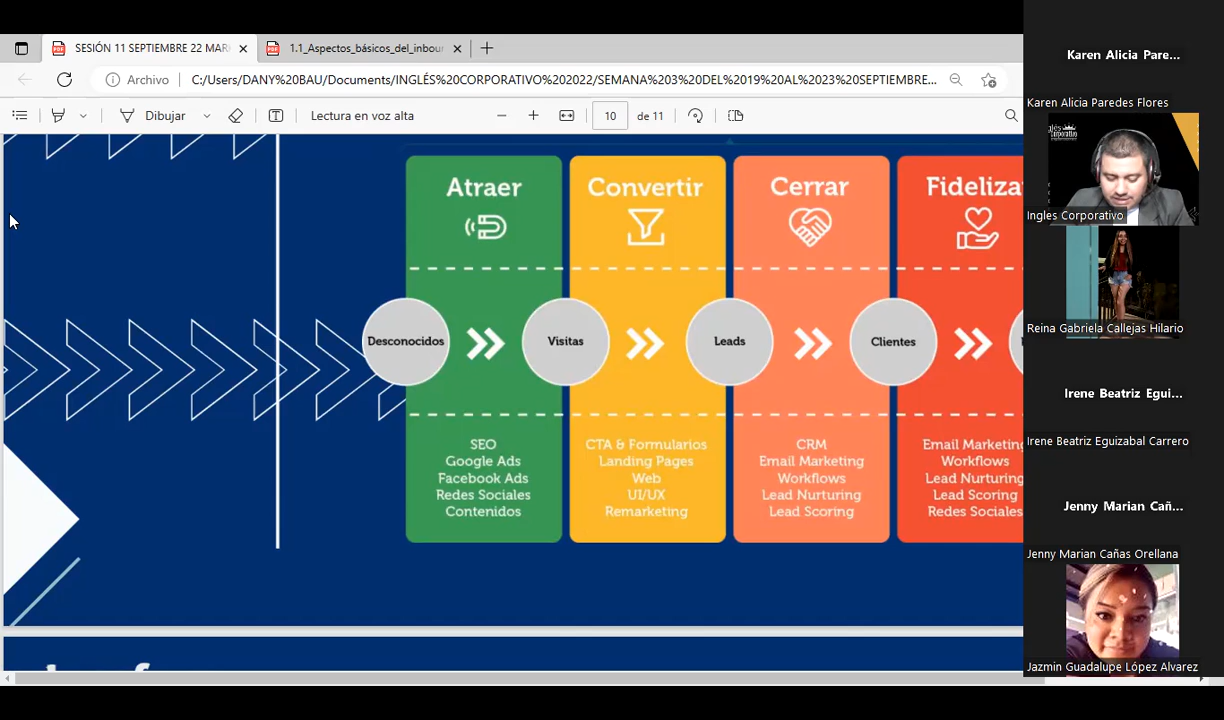 SESIÓN 11 SEPTIEMBRE 22 MAR
1.1_Aspectos_básicos_del_inbour
Archivo
C:/Users/DANY%20BAU/Documents/INGLÉS%20CORPORATIVO%202022/SEMANA%203%20DEL%2019%20AL%2023%20SEPTIEMBRE...
Dibujar
Lectura en voz alta
10
de 11
Atraer
Convertir
Cerrar
Fideliza
Desconocidos
Visitas
Leads
Clientes
SEO
Google Ads
Facebook Ads
Redes Sociales
Contenidos
CTA & Formularios
Landing Pages
Web
UI/UX
Remarketing
CRM
Email Marketing
Workflows
Lead Nurturing
Lead Scoring
Email Marketing
Workflows
Lead Nurturing
Lead Scoring
Redes Sociales
Karen Alicia Pare...
Karen Alicia Paredes Flores
Ingles Corporativo
Reina Gabriela Callejas Hilario
Irene Beatriz Egui...
Irene Beatriz Eguizabal Carrero
Jenny Marian Cañ...
Jenny Marian Cañas Orellana
Jazmin Guadalupe López Alvarez